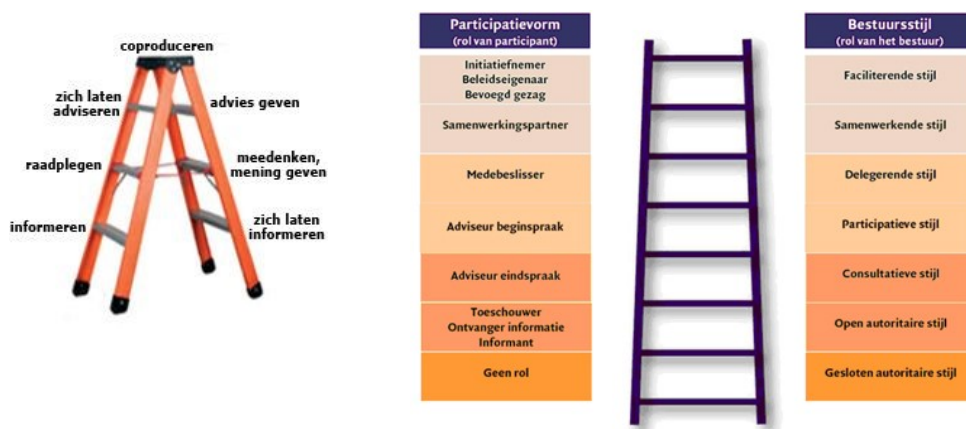 coproduceren
zich laten
adviseren
advies geven
raadplegen
meedenken,
mening geven
informeren
zich laten
informeren
Participatievorm
(rol van participant)
Initiatiefnemer
Beleidseigenaar
Bevoegd gezag
Samenwerkingspartner
Medebeslisser
Adviseur beginspraak
Adviseur eindspraak
Toeschouwer
Ontvanger informatie
Informant
Geen rol
Bestuursstijl
(rol van het bestuur)
Faciliterende stijl
Samenwerkende stijl
Delegerende stijl
Participatieve stijl
Consultatieve stijl
Open autoritaire stijl
Gesloten autoritaire stijl